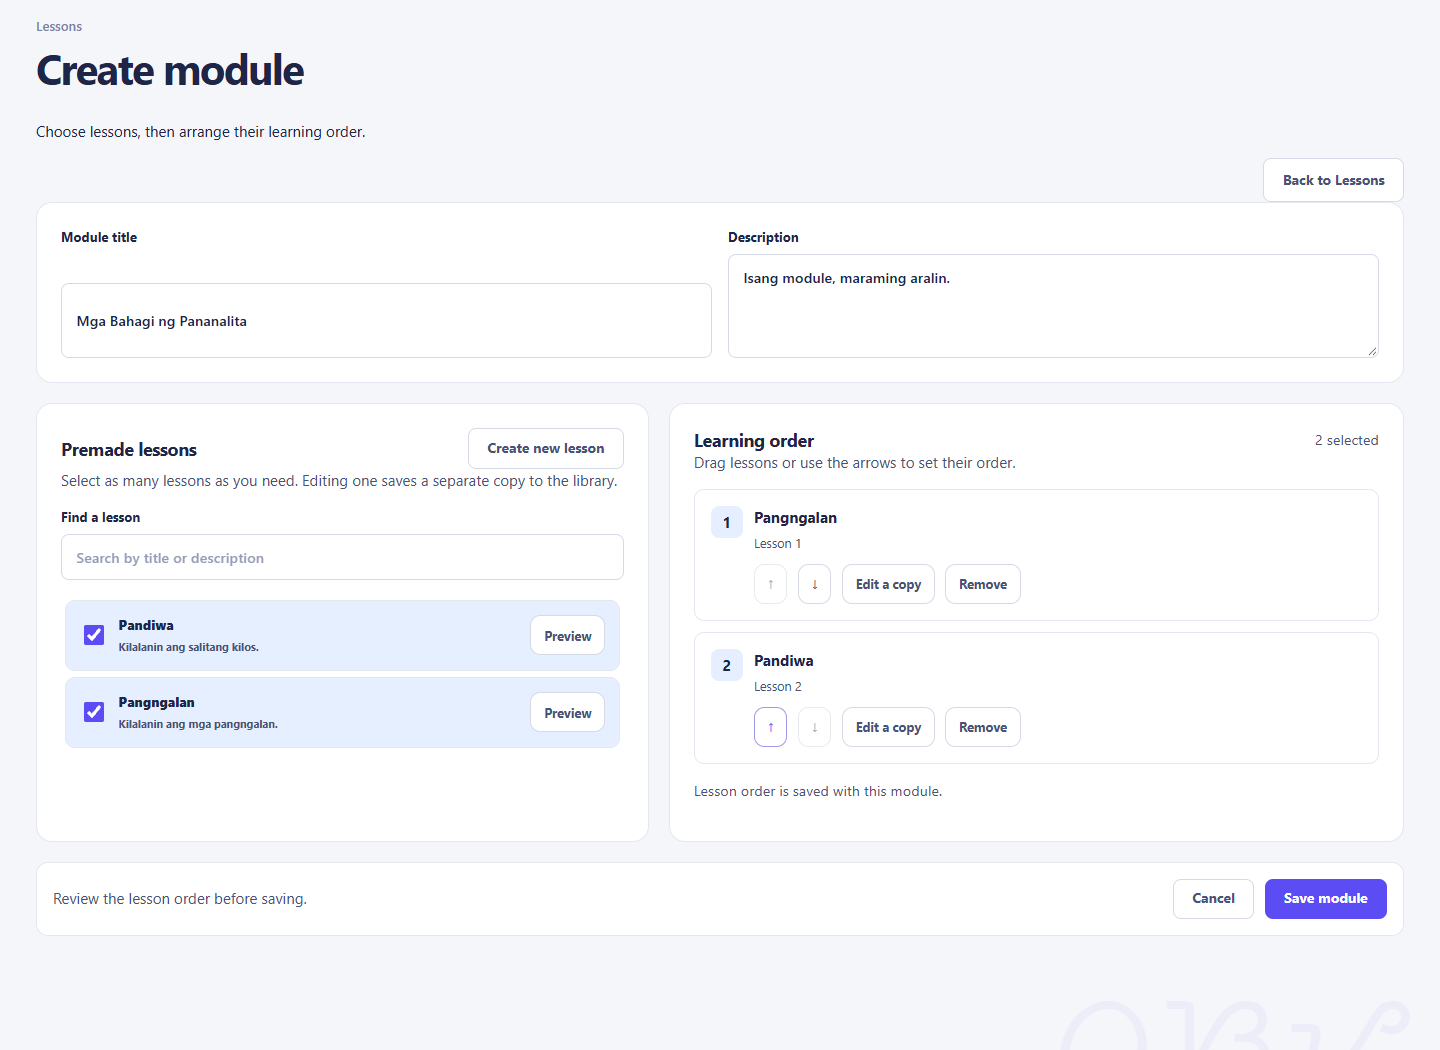 Lessons
Create module
Choose lessons, then arrange their learning order.
Back to Lessons
Module title
Mga Bahagi ng Pananalita
Description
Isang module, maraming aralin.
Premade lessons
Create new lesson
Select as many lessons as you need. Editing one saves a separate copy to the library.
Find a lesson
Search by title or description
Pandiwa
Kilalanin ang salitang kilos.
Preview
Pangngalan
Kilalanin ang mga pangngalan.
Preview
Learning order
2 selected
Drag lessons or use the arrows to set their order.
1
Pangngalan
Lesson 1
↑ ↓ Edit a copy Remove
2
Pandiwa
Lesson 2
↑ ↓ Edit a copy Remove
Lesson order is saved with this module.
Review the lesson order before saving.
Cancel
Save module